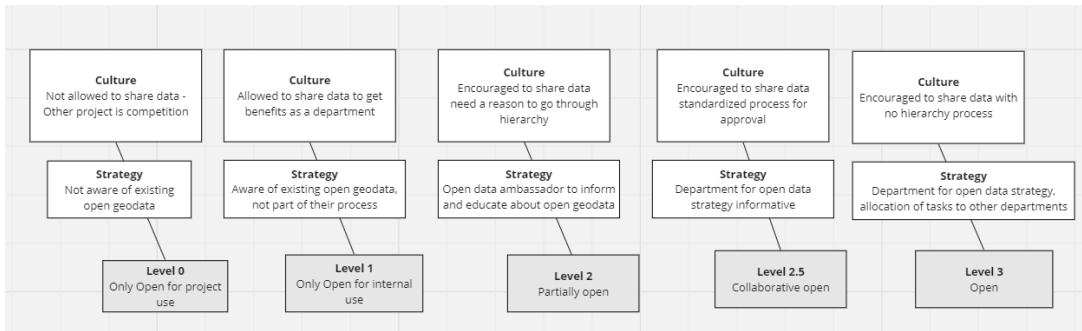 Culture
Not allowed to share data -
Other project is competition
Culture
Allowed to share data to get
benefits as a department
Culture
Encouraged to share data
need a reason to go through
hierarchy
Culture
Encouraged to share data
standardized process for
approval
Culture
Encouraged to share data with
no hierarchy process
Strategy
Not aware of existing
open geodata
Strategy
Aware of existing open geodata,
not part of their process
Strategy
Open data ambassador to inform
and educate about open geodata
Strategy
Department for open data
strategy informative
Strategy
Department for open data strategy,
allocation of tasks to other departments
Level 0
Only Open for project
use
Level 1
Only Open for internal
use
Level 2
Partially open
Level 2.5
Collaborative open
Level 3
Open